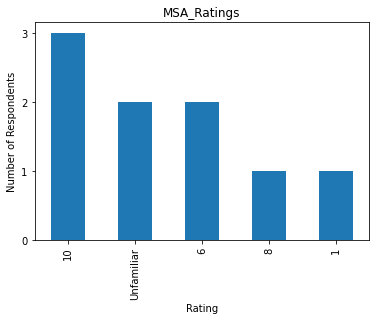 MSA_Ratings
Number of Respondents
3
2
1
0
10
Unfamiliar
6
8
1
Rating